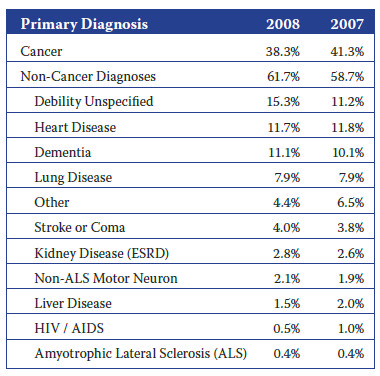 Primary Diagnosis 2008 2007
Cancer 38.3% 41.3%
Non-Cancer Diagnoses 61.7% 58.7%
Debility Unspecified 15.3% 11.2%
Heart Disease 11.7% 11.8%
Dementia 11.1% 10.1%
Lung Disease 7.9% 7.9%
Other 4.4% 6.5%
Stroke or Coma 4.0% 3.8%
Kidney Disease (ESRD) 2.8% 2.6%
Non-ALS Motor Neuron 2.1% 1.9%
Liver Disease 1.5% 2.0%
HIV / AIDS 0.5% 1.0%
Amyotrophic Lateral Sclerosis (ALS) 0.4% 0.4%